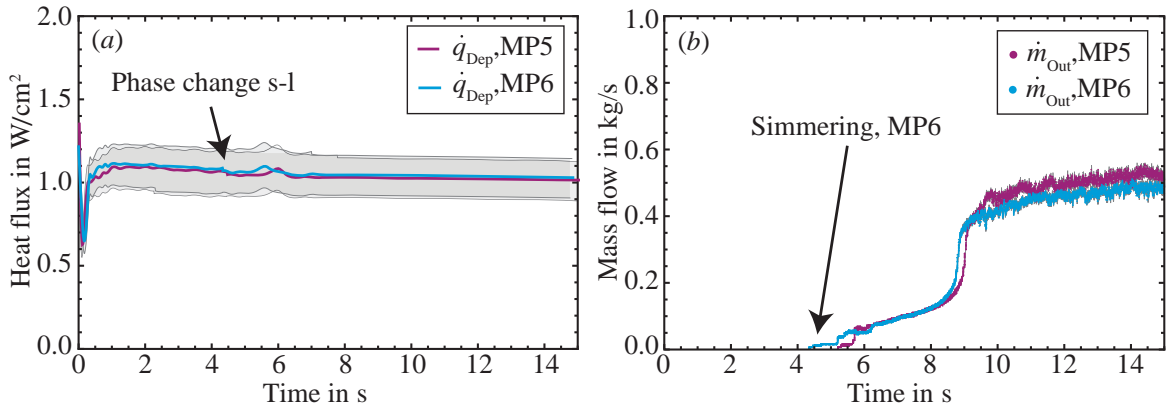 (a)
q̇Dep,MP5
q̇Dep,MP6
Phase change s-l
2.0
1.5
1.0
0.5
0.0
Heat flux in W/cm²
0 2 4 6 8 10 12 14
Time in s
(b)
ṁOut,MP5
ṁOut,MP6
Simmering, MP6
1.0
0.8
0.6
0.4
0.2
0.0
Mass flow in kg/s
0 2 4 6 8 10 12 14
Time in s